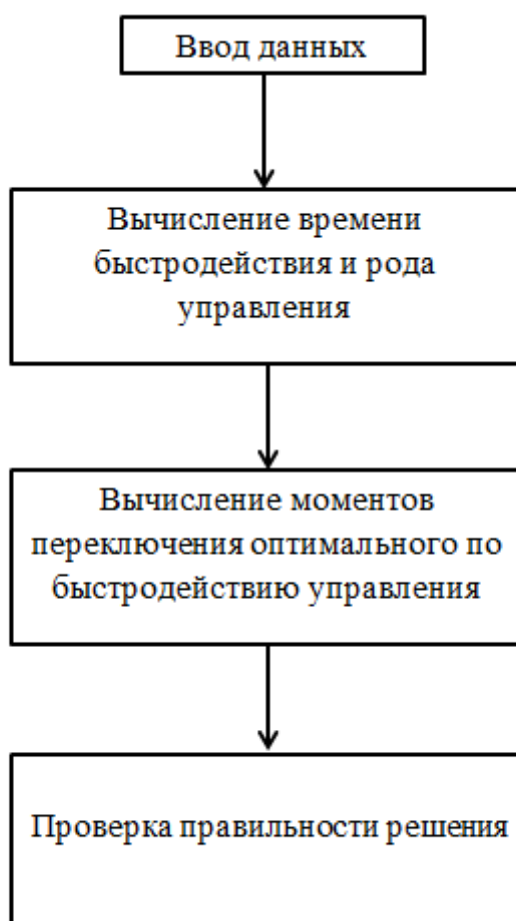 Ввод данных
Вычисление времени
быстродействия и рода
управления
Вычисление моментов
переключения оптимального по
быстродействию управления
Проверка правильности решения